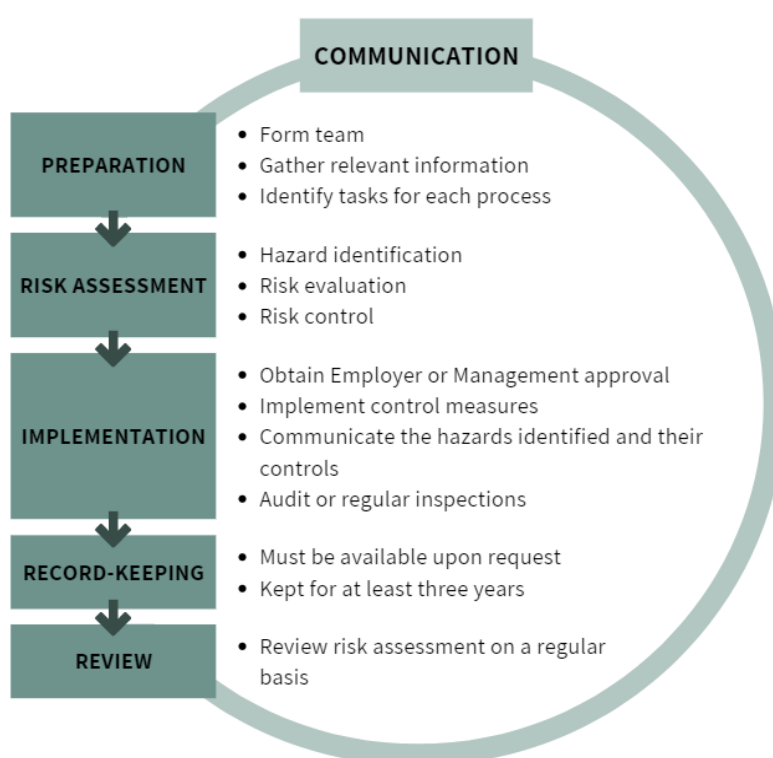 COMMUNICATION
PREPARATION
• Form team
• Gather relevant information
• Identify tasks for each process
RISK ASSESSMENT
• Hazard identification
• Risk evaluation
• Risk control
IMPLEMENTATION
• Obtain Employer or Management approval
• Implement control measures
• Communicate the hazards identified and their
controls
• Audit or regular inspections
RECORD-KEEPING
• Must be available upon request
• Kept for at least three years
REVIEW
• Review risk assessment on a regular
basis